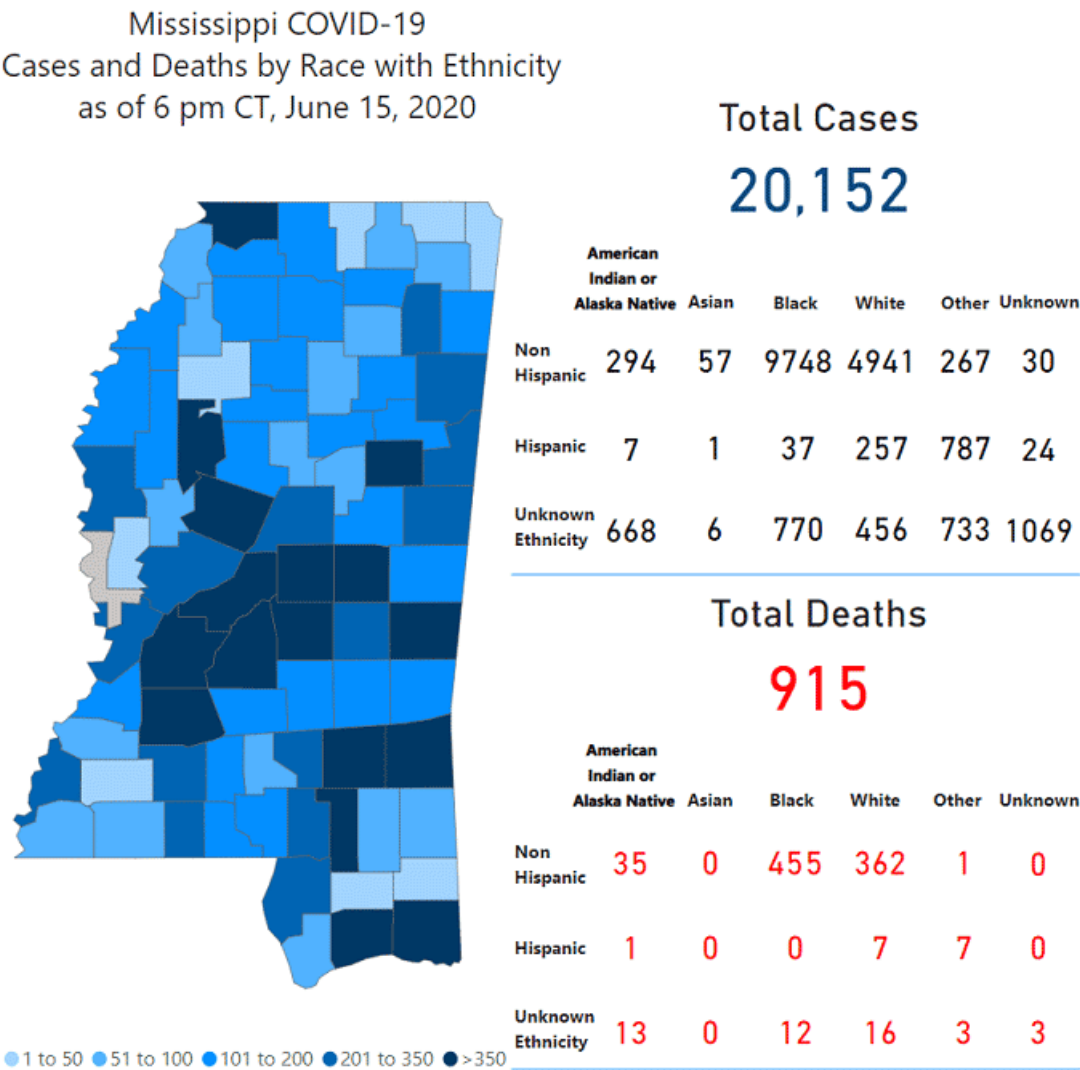 Mississippi COVID-19
Cases and Deaths by Race with Ethnicity
as of 6 pm CT, June 15, 2020
Total Cases
20,152
American
Indian or
Alaska Native Asian Black White Other Unknown
Non
Hispanic 294 57 9748 4941 267 30
Hispanic 7 1 37 257 787 24
Unknown
Ethnicity 668 6 770 456 733 1069
Total Deaths
915
American
Indian or
Alaska Native Asian Black White Other Unknown
Non
Hispanic 35 0 455 362 1 0
Hispanic 1 0 0 7 7 0
Unknown
Ethnicity 13 0 12 16 3 3
1 to 50 51 to 100 101 to 200 201 to 350 >350